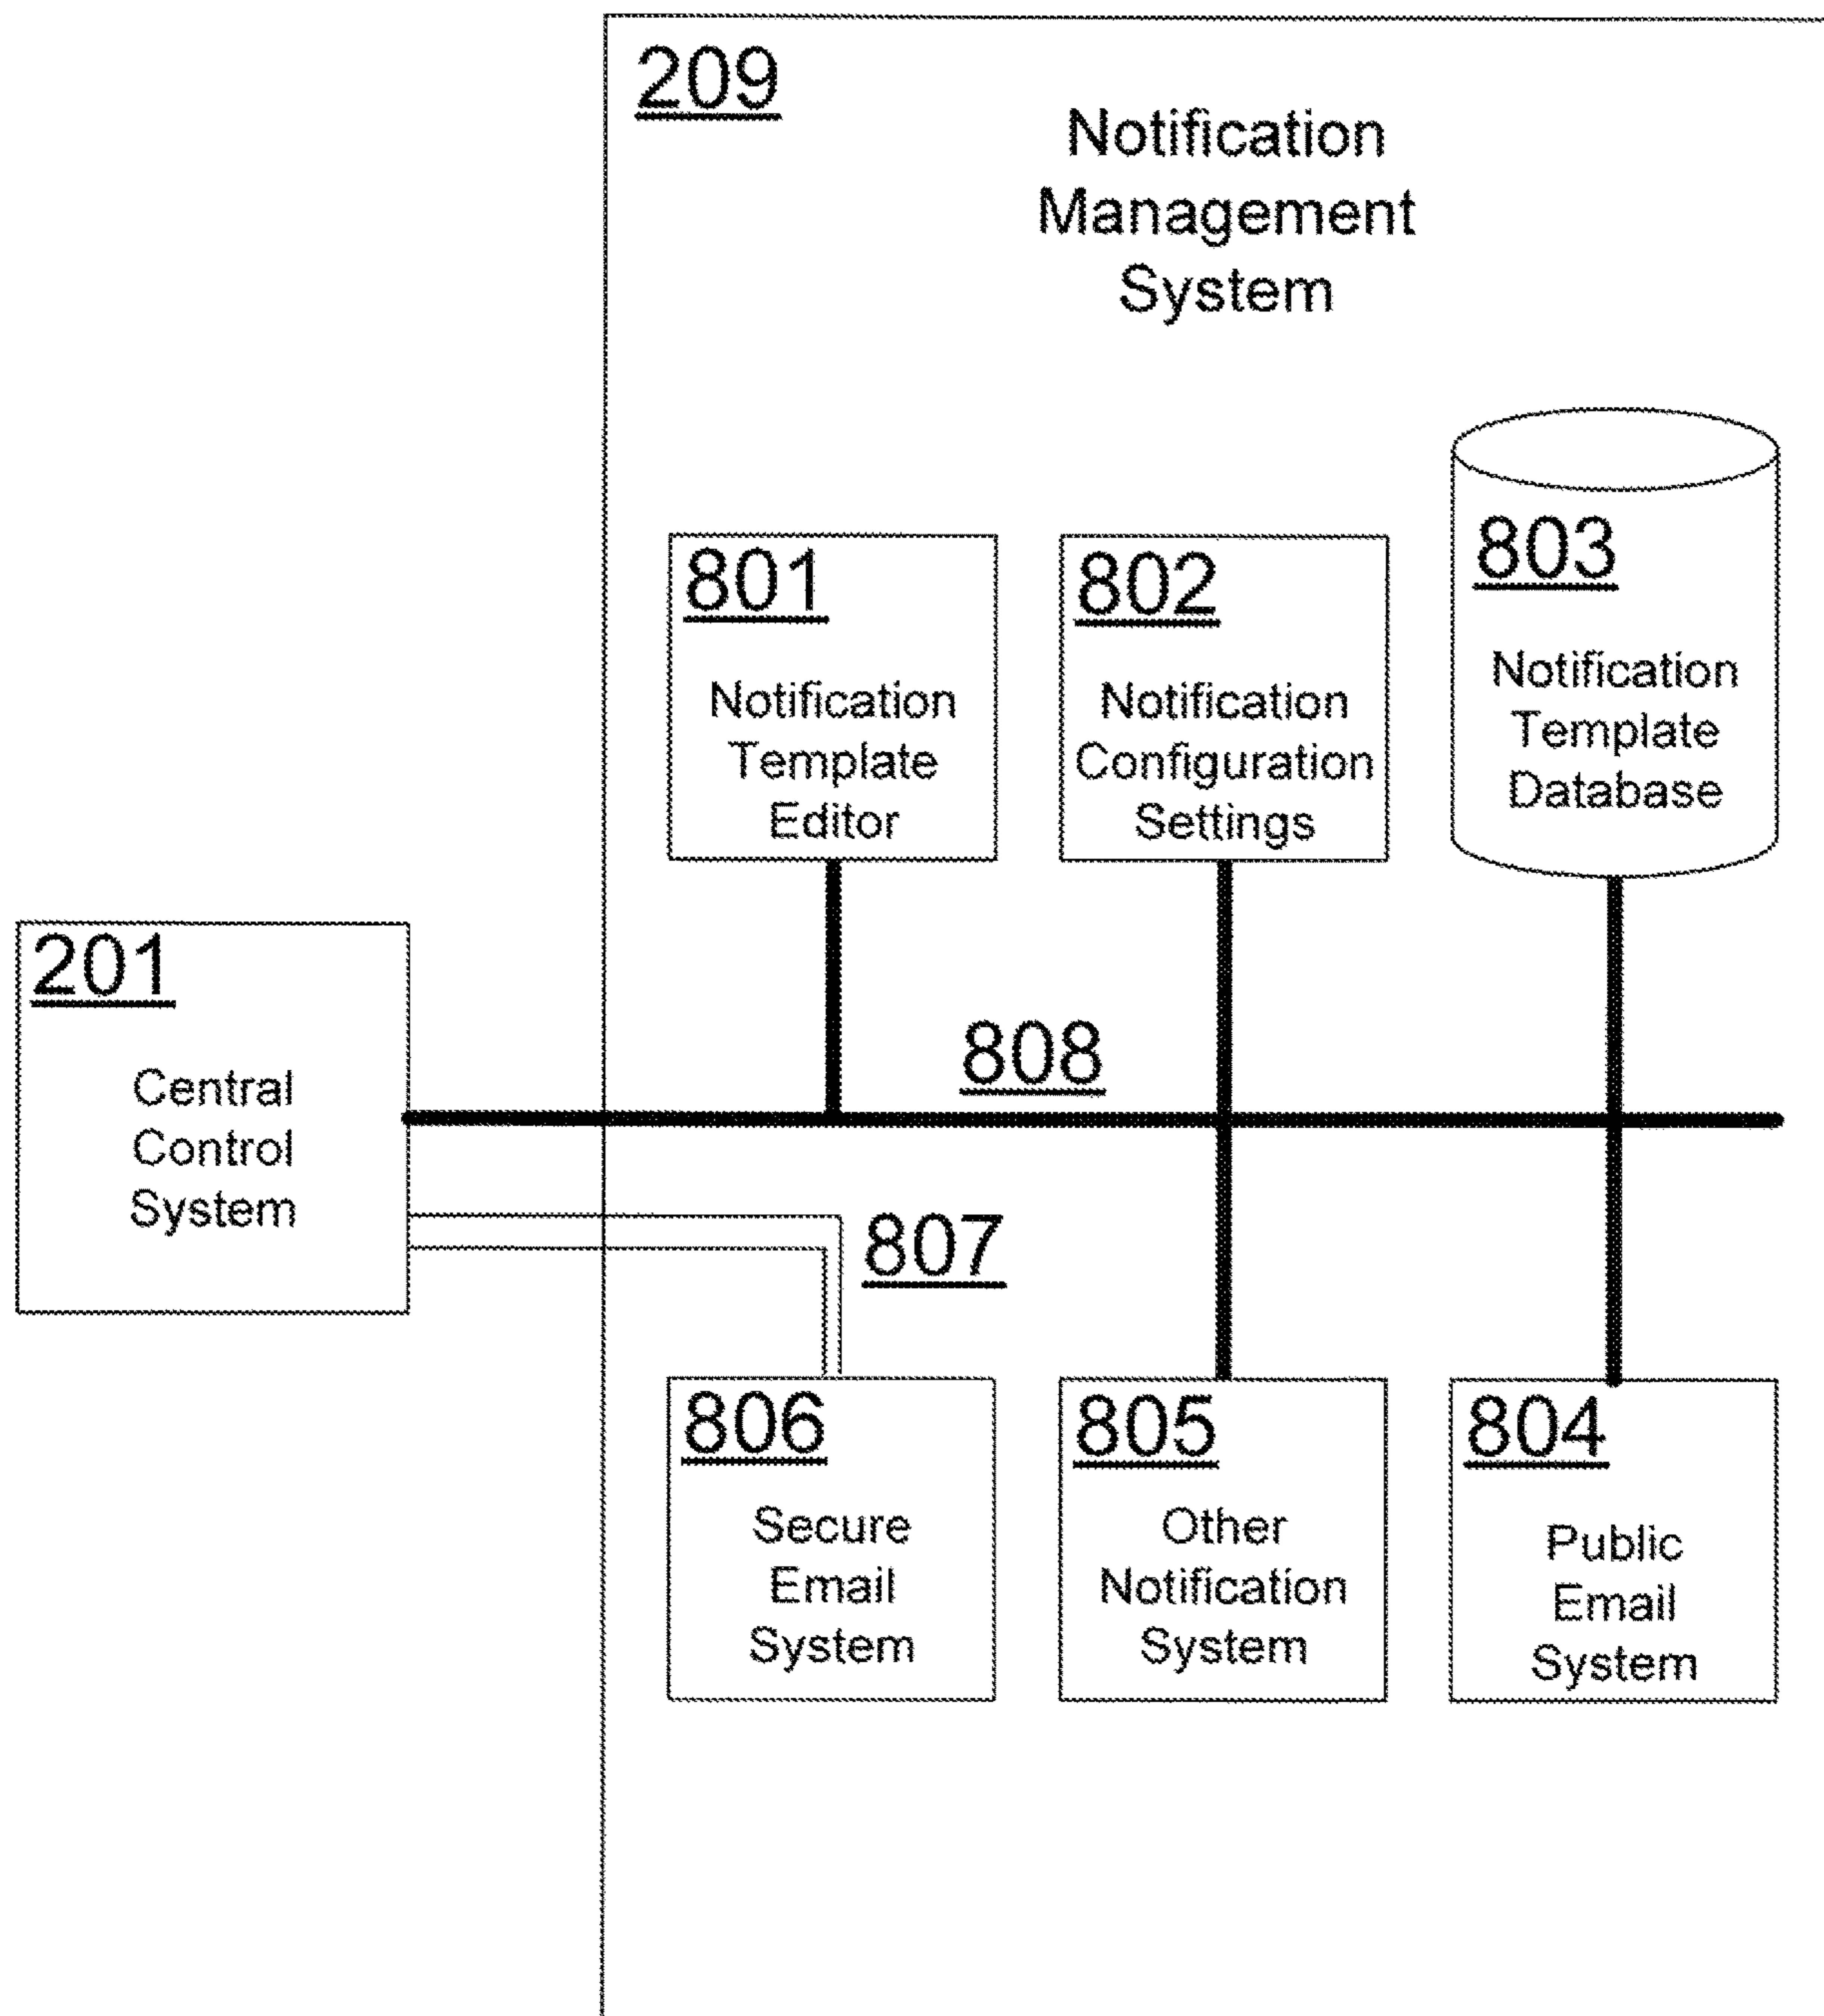 209
Notification
Management
System
801
Notification
Template
Editor
802
Notification
Configuration
Settings
803
Notification
Template
Database
201
Central
Control
System
808
807
806
Secure
Email
System
805
Other
Notification
System
804
Public
Email
System